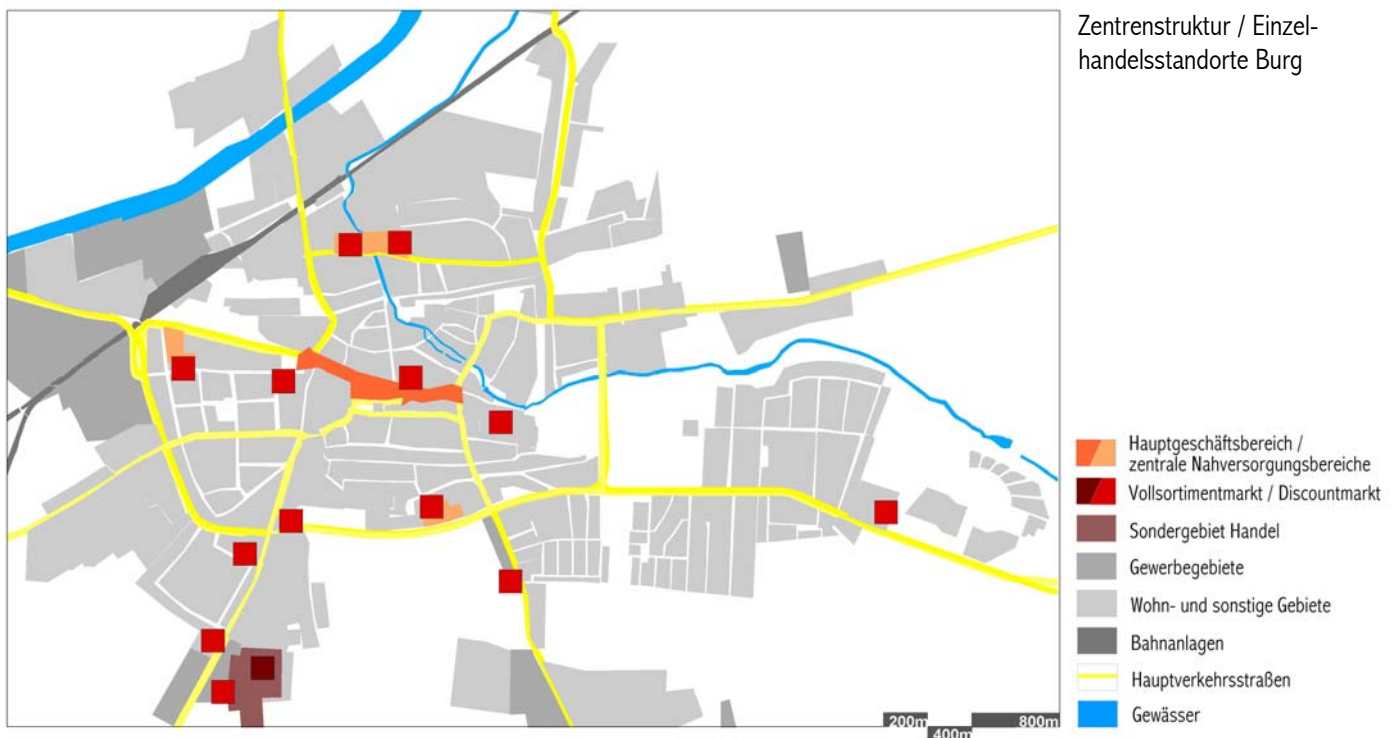 Zentrenstruktur / Einzel-
handelsstandorte Burg
Hauptgeschäftsbereich /
zentrale Nahversorgungsbereiche
Vollsortimentmarkt / Discountmarkt
Sondergebiet Handel
Gewerbegebiete
Wohn- und sonstige Gebiete
Bahnanlagen
Hauptverkehrsstraßen
Gewässer
200m 800m
400m